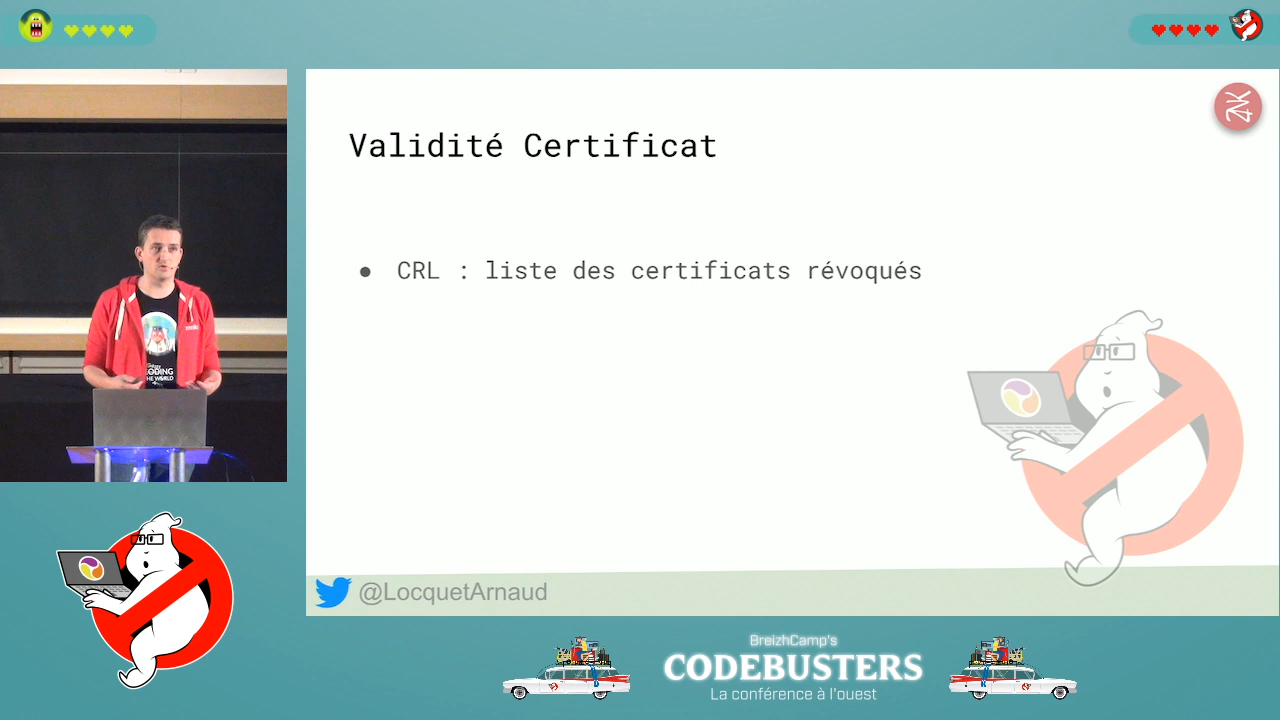 Validité Certificat
● CRL : liste des certificats révoqués
@LocquetArnaud
BreizhCamp's
CODEBUSTERS
La conférence à l'ouest